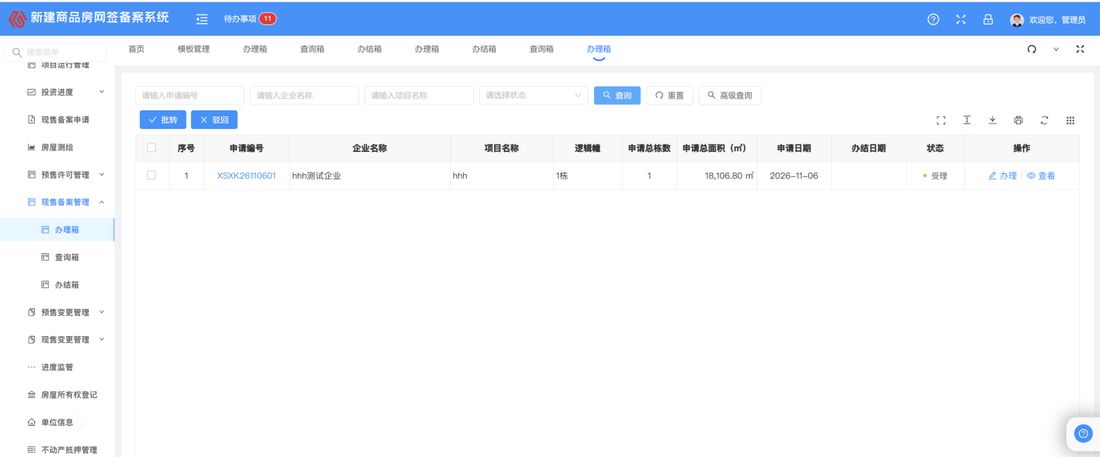 新建商品房网签备案系统
待办事项 11
欢迎您，管理员
搜索菜单
首页 模板管理 办理箱 查询箱 办结箱 办理箱 办结箱 查询箱 办理箱
项目运行管理
投资进度
现售备案申请
房屋测绘
预售许可管理
现售备案管理
办理箱
查询箱
办结箱
预售变更管理
现售变更管理
进度监管
房屋所有权登记
单位信息
不动产抵押管理
请输入申请编号 请输入企业名称 请输入项目名称 请选择状态 查询 重置 高级查询
批转 驳回
序号 申请编号 企业名称 项目名称 逻辑幢 申请总栋数 申请总面积（㎡） 申请日期 办结日期 状态 操作
1 XSXK26110601 hhh测试企业 hhh 1栋 1 18,106.80 ㎡ 2026-11-06 受理 办理 查看